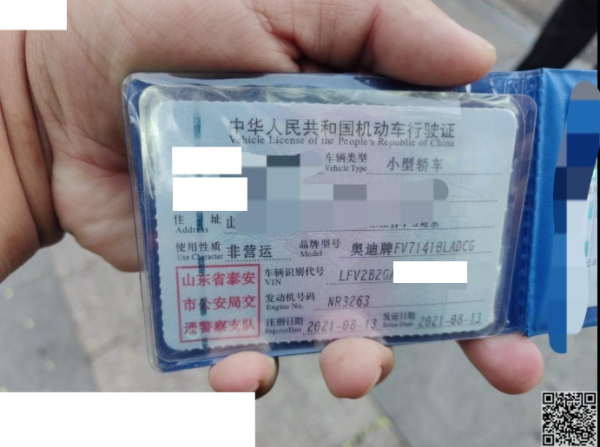 中华人民共和国机动车行驶证
Vehicle License of the People's Republic of China
车辆类型 小型轿车
Vehicle Type
住 址 山
Address
使用性质 非营运 品牌型号 奥迪牌FV7141BLADCG
Use Character Model
山东省泰安 车辆识别代号 LFV2B2G
VIN
市公安局交 发动机号码 NR3263
Engine No.
通警察支队 注册日期 2021-08-13 发证日期 2021-08-13
Register Date Issue Date